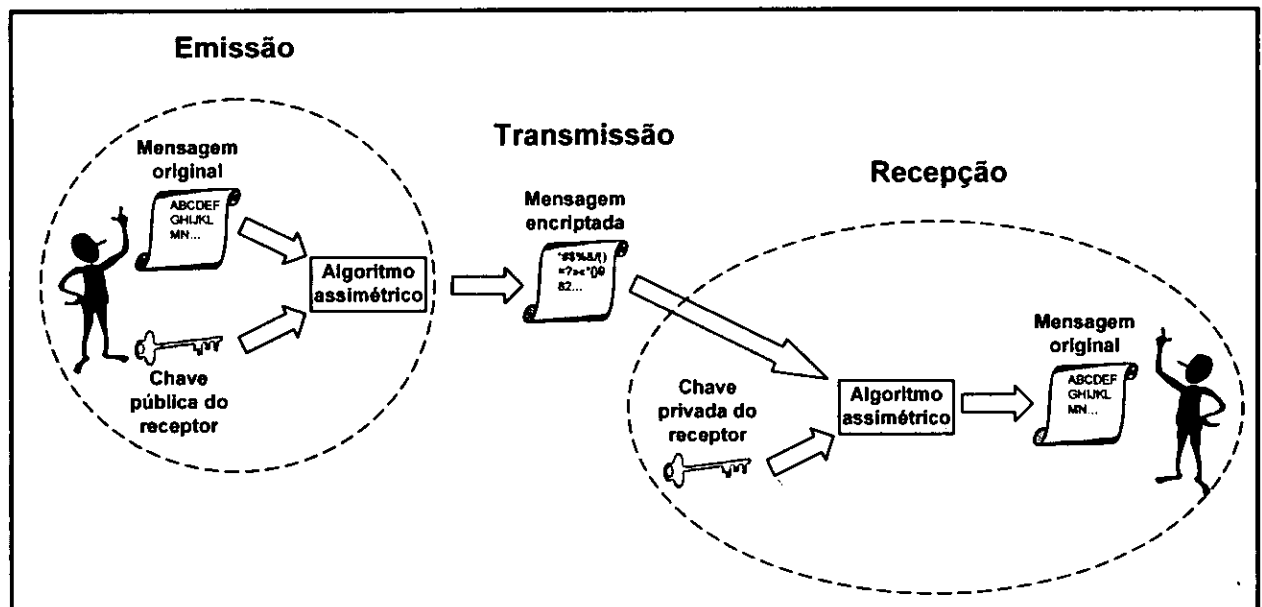 Emissão
Mensagem
original
ABCDEF
GHIJKL
MN...
Algoritmo
assimétrico
Chave
pública do
receptor
Transmissão
Mensagem
encriptada
Recepção
Chave
privada do
receptor
Algoritmo
assimétrico
Mensagem
original
ABCDEF
GHIJKL
MN...